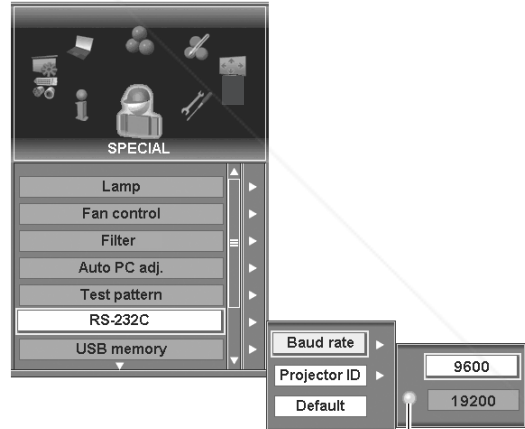 SPECIAL
Lamp
Fan control
Filter
Auto PC adj.
Test pattern
RS-232C
USB memory
Baud rate
Projector ID
Default
9600
19200